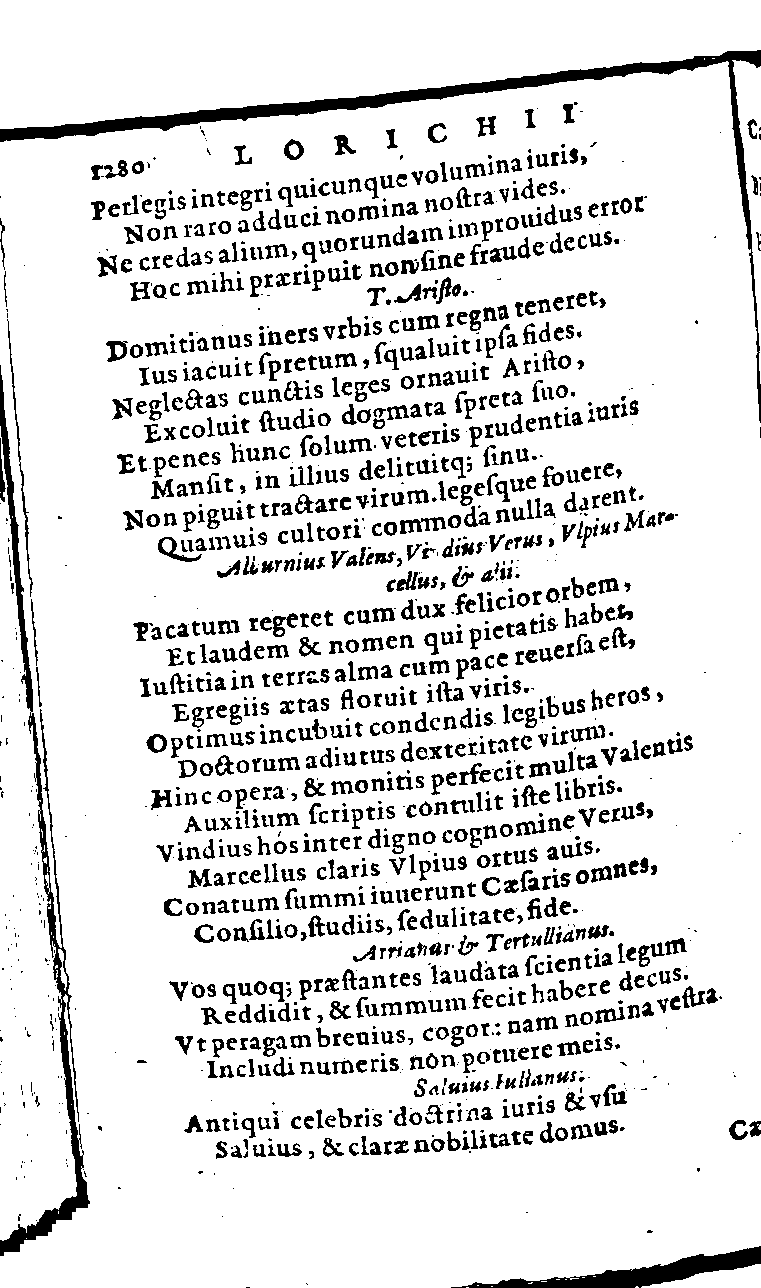 1280 LORICHII
Perlegis integri quicunque volumina iuris,
Non raro adduci nomina noſtra vides.
Ne credas alium, quorundam improuidus error
Hoc mihi præripuit non ſine fraude decus.
T. Ariſto.
Domitianus iners vrbis cum regna teneret,
Ius iacuit ſpretum, ſqualuit ipſa fides.
Neglectas cunctis leges ornauit Ariſto,
Excoluit ſtudio dogmata ſpreta ſuo.
Et penes hunc ſolum veteris prudentia iuris
Manſit, in illius delituitq; ſinu.
Non piguit tractare virum legeſque fouere,
Quamuis cultori commoda nulla darent.
Alburnius Valens, Vindius Verus, Vlpius Mar-
cellus, & alii.
Pacatum regeret cum dux felicior orbem,
Et laudem & nomen qui pietatis habet,
Iuſtitia in terras alma cum pace reuerſa eſt,
Egregiis ætas floruit iſta viris.
Optimus incubuit condendis legibus heros,
Doctorum adiutus dexteritate virum.
Hinc opera, & monitis perfecit multa Valentis
Auxilium ſcriptis contulit iſte libris.
Vindius hos inter digno cognomine Verus,
Marcellus claris Vlpius ortus auis.
Conatum ſummi iuuerunt Cæſaris omnes,
Conſilio, ſtudiis, ſedulitate, fide.
Arrianus & Tertullianus.
Vos quoq; præſtantes laudata ſcientia legum
Reddidit, & ſummum fecit habere decus.
Vt peragam breuius, cogor: nam nomina veſtra
Includi numeris non potuere meis.
Saluius Iulianus.
Antiqui celebris doctrina iuris & vſu
Saluius, & claræ nobilitate domus.
Cæ